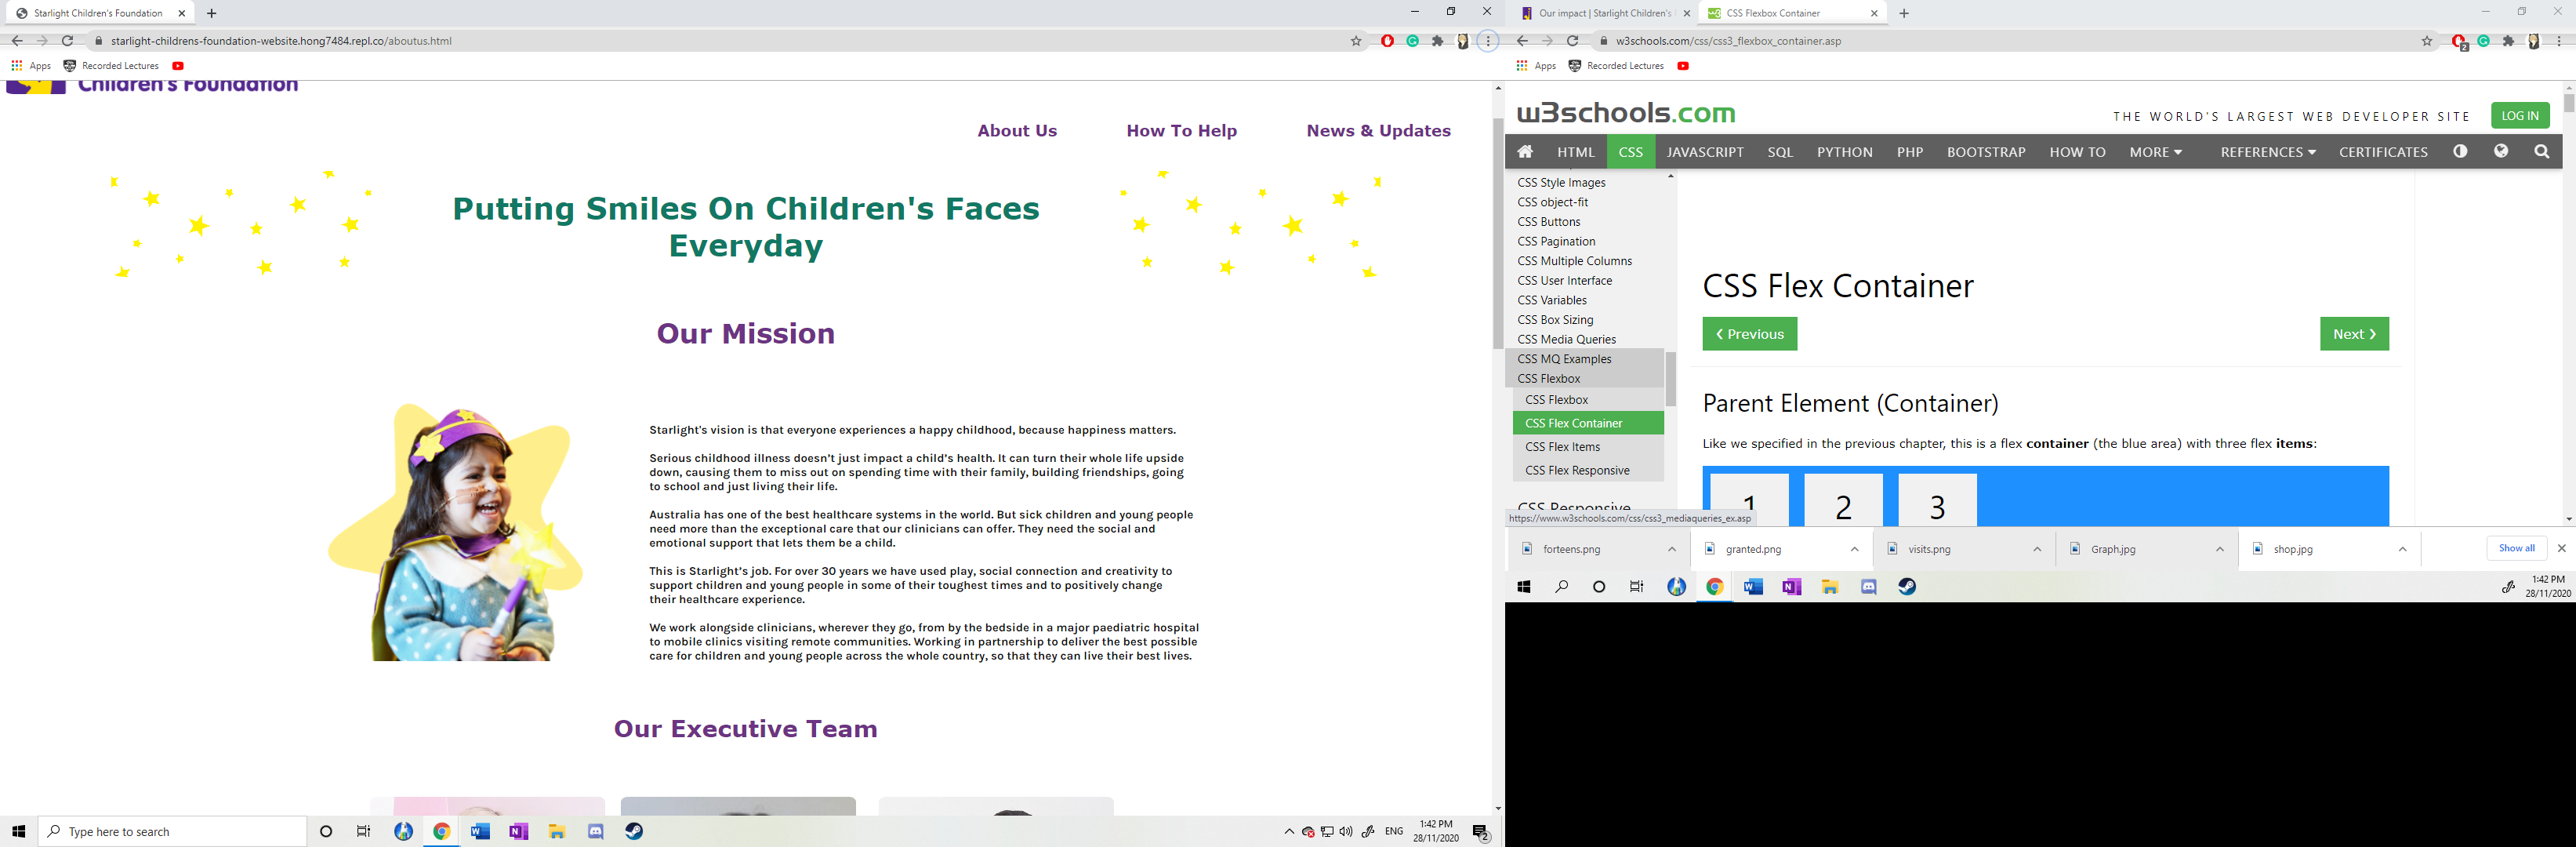 Starlight Children's Foundation
starlight-childrens-foundation-website.hong7484.repl.co/aboutus.html
Apps
Recorded Lectures
Children's Foundation
About Us
How To Help
News & Updates
Putting Smiles On Children's Faces
Everyday
Our Mission
Starlight's vision is that everyone experiences a happy childhood, because happiness matters.
Serious childhood illness doesn't just impact a child's health. It can turn their whole life upside
down, causing them to miss out on spending time with their family, building friendships, going
to school and just living their life.
Australia has one of the best healthcare systems in the world. But sick children and young people
need more than the exceptional care that our clinicians can offer. They need the social and
emotional support that lets them be a child.
This is Starlight's job. For over 30 years we have used play, social connection and creativity to
support children and young people in some of their toughest times and to positively change
their healthcare experience.
We work alongside clinicians, wherever they go, from by the bedside in a major paediatric hospital
to mobile clinics visiting remote communities. Working in partnership to deliver the best possible
care for children and young people across the whole country, so that they can live their best lives.
Our Executive Team
Type here to search
ENG
1:42 PM
28/11/2020
2
Our impact | Starlight Children's
CSS Flexbox Container
w3schools.com/css/css3_flexbox_container.asp
2
Apps
Recorded Lectures
w3schools.com
THE WORLD'S LARGEST WEB DEVELOPER SITE
LOG IN
HTML
CSS
JAVASCRIPT
SQL
PYTHON
PHP
BOOTSTRAP
HOW TO
MORE
REFERENCES
CERTIFICATES
CSS Style Images
CSS object-fit
CSS Buttons
CSS Pagination
CSS Multiple Columns
CSS User Interface
CSS Variables
CSS Box Sizing
CSS Media Queries
CSS MQ Examples
CSS Flexbox
CSS Flexbox
CSS Flex Container
CSS Flex Items
CSS Flex Responsive
CSS Responsive
CSS Flex Container
❮ Previous
Next ❯
Parent Element (Container)
Like we specified in the previous chapter, this is a flex container (the blue area) with three flex items:
1
2
3
https://www.w3schools.com/css/css3_mediaqueries_ex.asp
forteens.png
granted.png
visits.png
Graph.jpg
shop.jpg
Show all
1:42 PM
28/11/2020